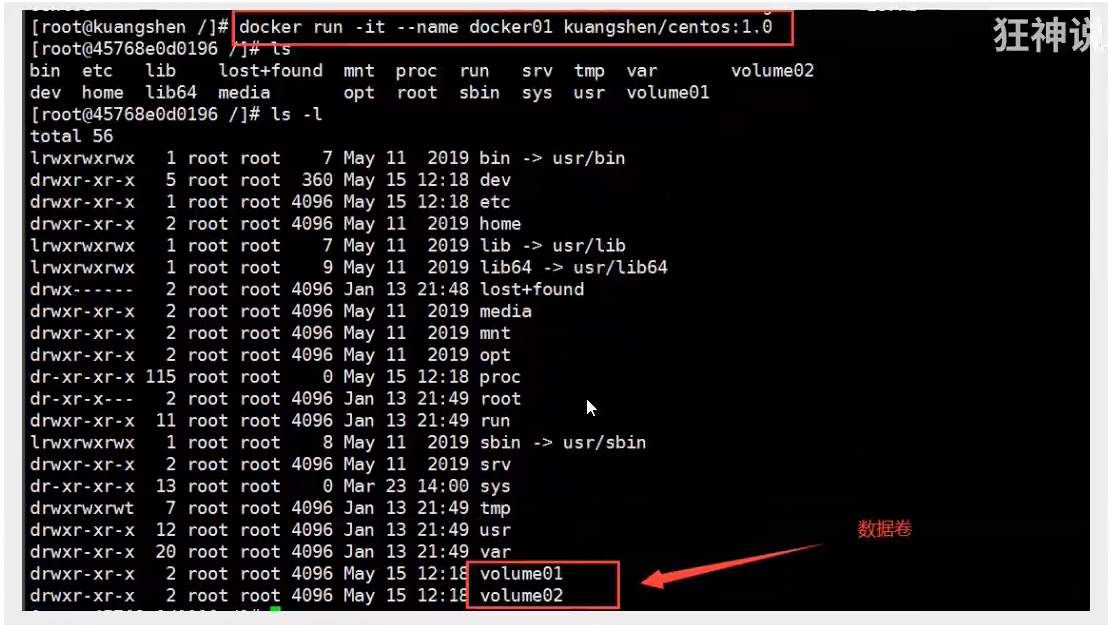 [root@kuangshen /]# docker run -it --name docker01 kuangshen/centos:1.0
狂神说
[root@45768e0d0196 /]# ls
bin etc lib lost+found mnt proc run srv tmp var volume02
dev home lib64 media opt root sbin sys usr volume01
[root@45768e0d0196 /]# ls -l
total 56
lrwxrwxrwx 1 root root 7 May 11 2019 bin -> usr/bin
drwxr-xr-x 5 root root 360 May 15 12:18 dev
drwxr-xr-x 1 root root 4096 May 15 12:18 etc
drwxr-xr-x 2 root root 4096 May 11 2019 home
lrwxrwxrwx 1 root root 7 May 11 2019 lib -> usr/lib
lrwxrwxrwx 1 root root 9 May 11 2019 lib64 -> usr/lib64
drwx------ 2 root root 4096 Jan 13 21:48 lost+found
drwxr-xr-x 2 root root 4096 May 11 2019 media
drwxr-xr-x 2 root root 4096 May 11 2019 mnt
drwxr-xr-x 2 root root 4096 May 11 2019 opt
dr-xr-xr-x 115 root root 0 May 15 12:18 proc
dr-xr-x--- 2 root root 4096 Jan 13 21:49 root
drwxr-xr-x 11 root root 4096 Jan 13 21:49 run
lrwxrwxrwx 1 root root 8 May 11 2019 sbin -> usr/sbin
drwxr-xr-x 2 root root 4096 May 11 2019 srv
dr-xr-xr-x 13 root root 0 Mar 23 14:00 sys
drwxrwxrwt 7 root root 4096 Jan 13 21:49 tmp
drwxr-xr-x 12 root root 4096 Jan 13 21:49 usr
数据卷
drwxr-xr-x 20 root root 4096 Jan 13 21:49 var
drwxr-xr-x 2 root root 4096 May 15 12:18 volume01
drwxr-xr-x 2 root root 4096 May 15 12:18 volume02